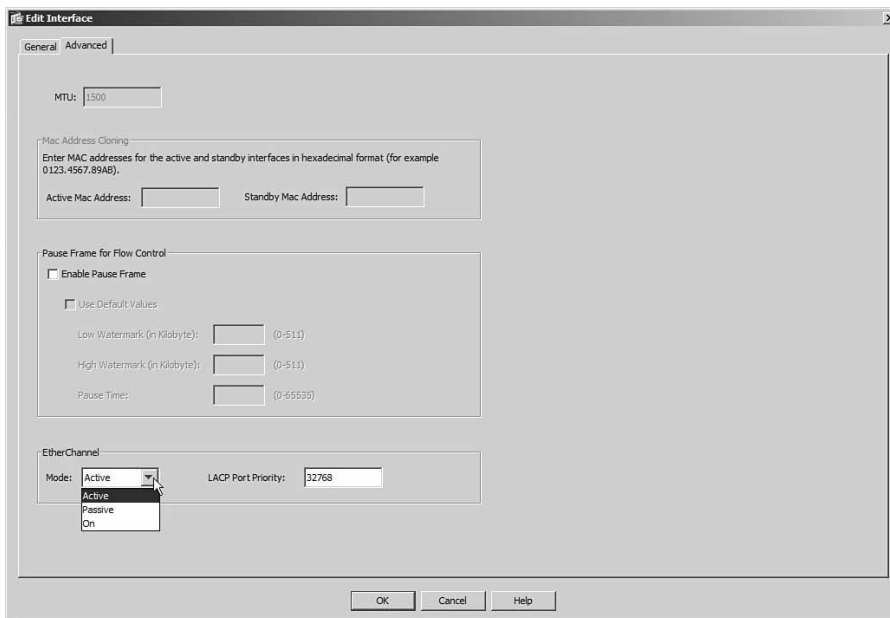 Edit Interface
General Advanced
MTU: 1500
Mac Address Cloning
Enter MAC addresses for the active and standby interfaces in hexadecimal format (for example
0123.4567.89AB).
Active Mac Address: Standby Mac Address:
Pause Frame for Flow Control
Enable Pause Frame
Use Default Values
Low Watermark (in Kilobyte): (0-511)
High Watermark (in Kilobyte): (0-511)
Pause Time: (0-65535)
EtherChannel
Mode: Active LACP Port Priority: 32768
Active
Passive
On
OK Cancel Help